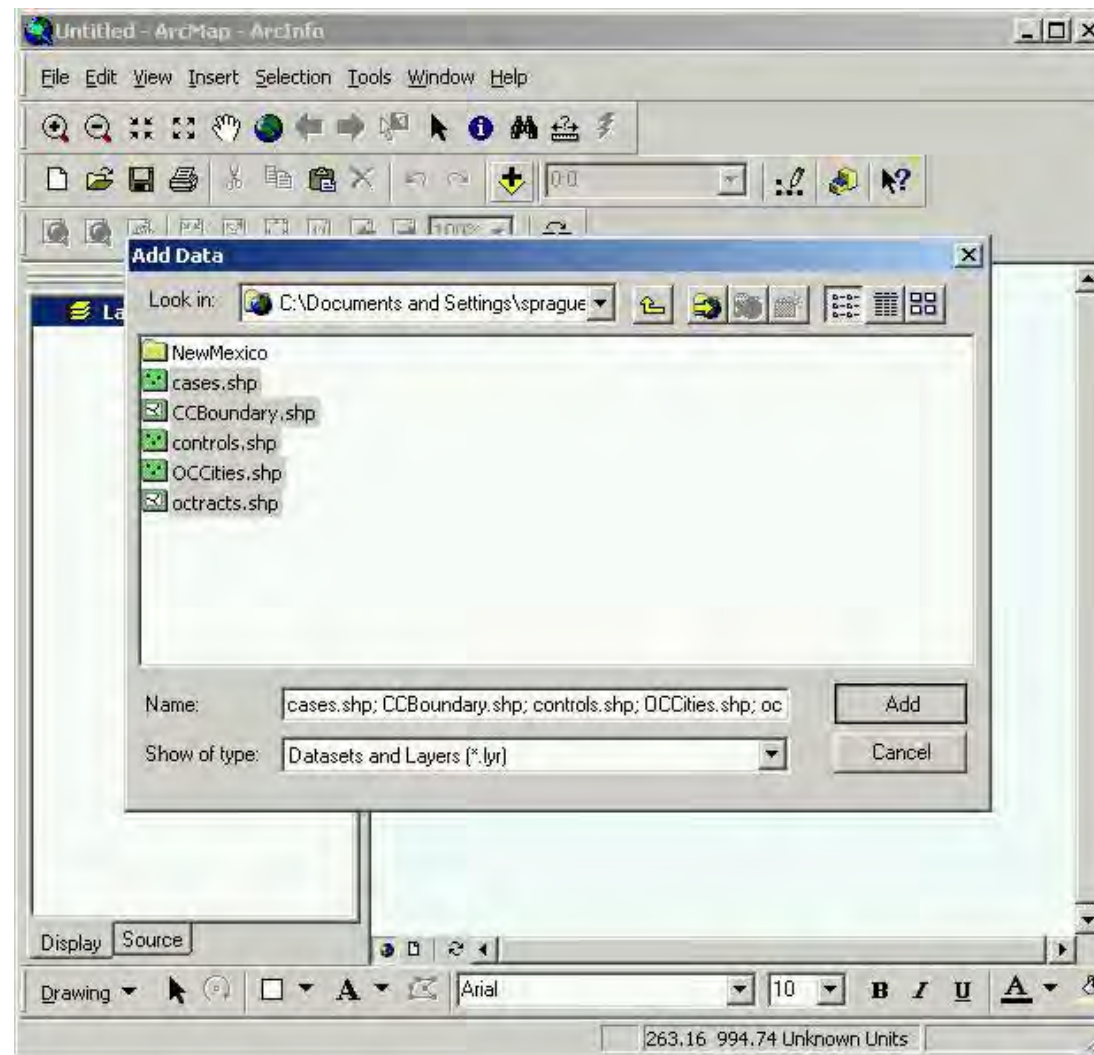 Untitled - ArcMap - ArcInfo
File Edit View Insert Selection Tools Window Help
0:0
100%
Add Data
La
Look in: C:\Documents and Settings\sprague
NewMexico
cases.shp
CCBoundary.shp
controls.shp
OCCities.shp
octracts.shp
Name: cases.shp; CCBoundary.shp; controls.shp; OCCities.shp; oc Add
Show of type: Datasets and Layers (*.lyr) Cancel
Display Source
Drawing A Arial 10 B I U A
263.16 994.74 Unknown Units